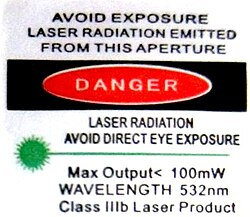 AVOID EXPOSURE
LASER RADIATION EMITTED
FROM THIS APERTURE
DANGER
LASER RADIATION
AVOID DIRECT EYE EXPOSURE
Max Output< 100mW
WAVELENGTH 532nm
Class IIIb Laser Product